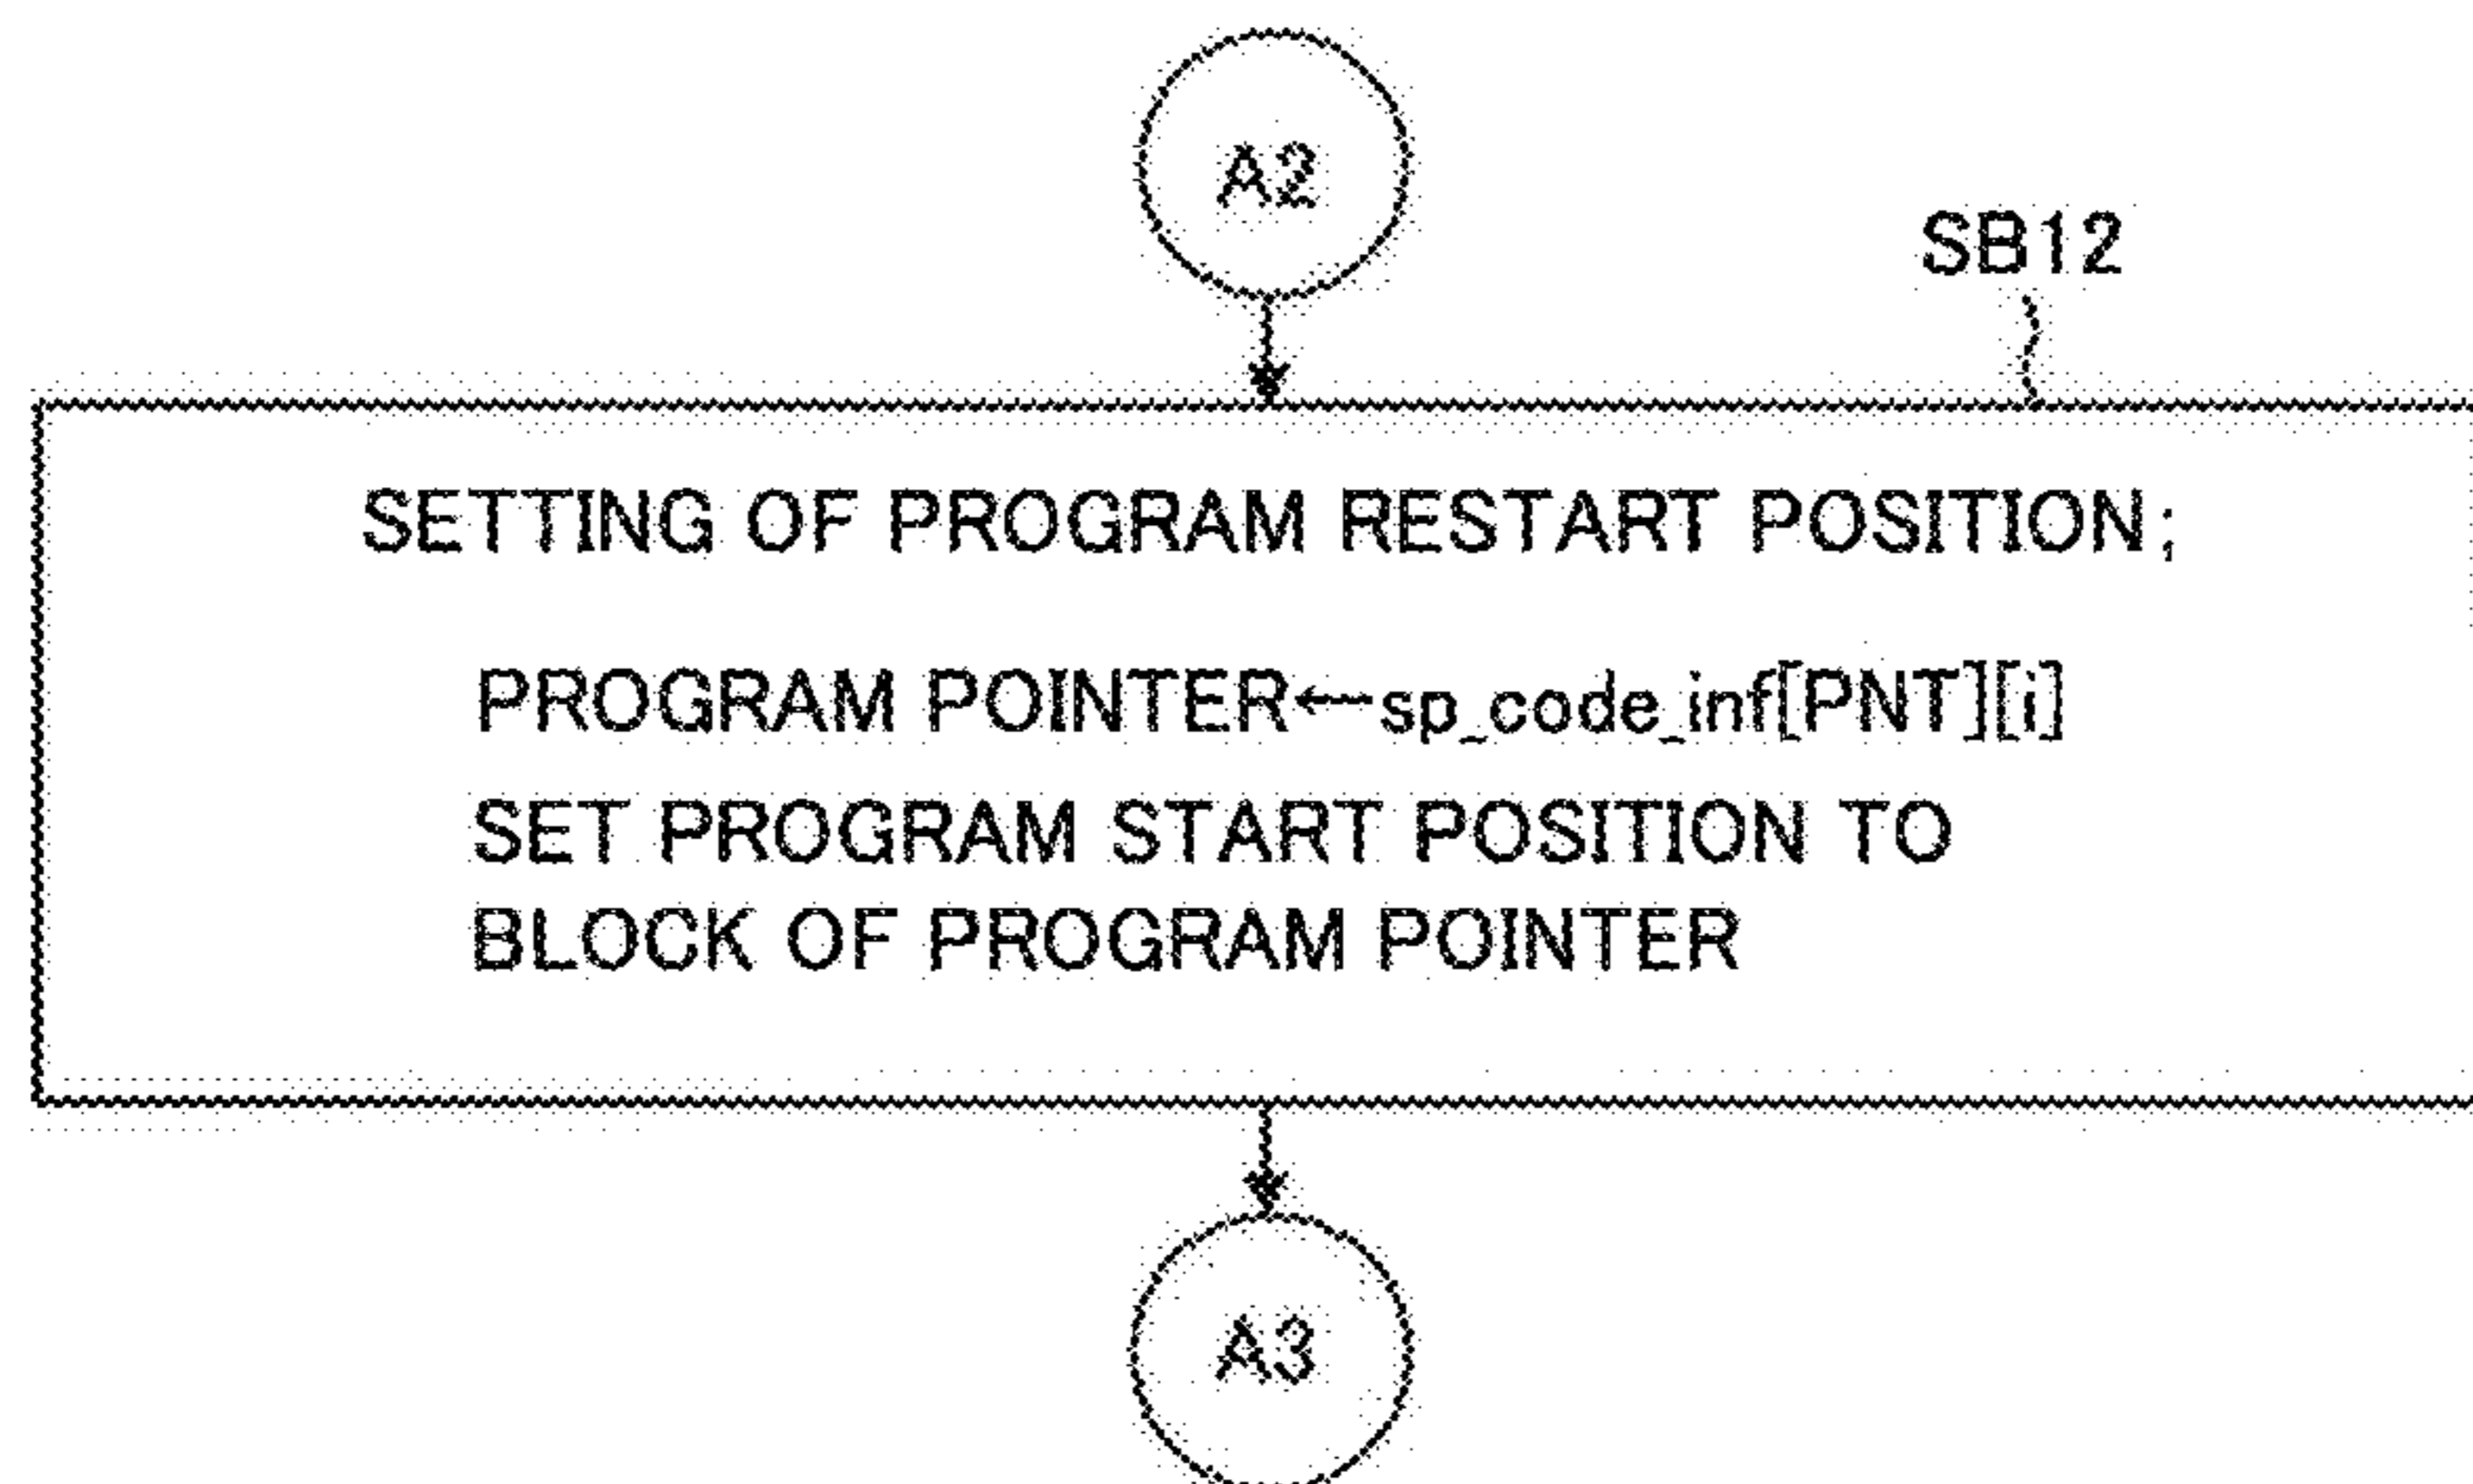 A2
SB12
SETTING OF PROGRAM RESTART POSITION;
PROGRAM POINTER←sp_code_inf[PNT][i]
SET PROGRAM START POSITION TO
BLOCK OF PROGRAM POINTER
A3